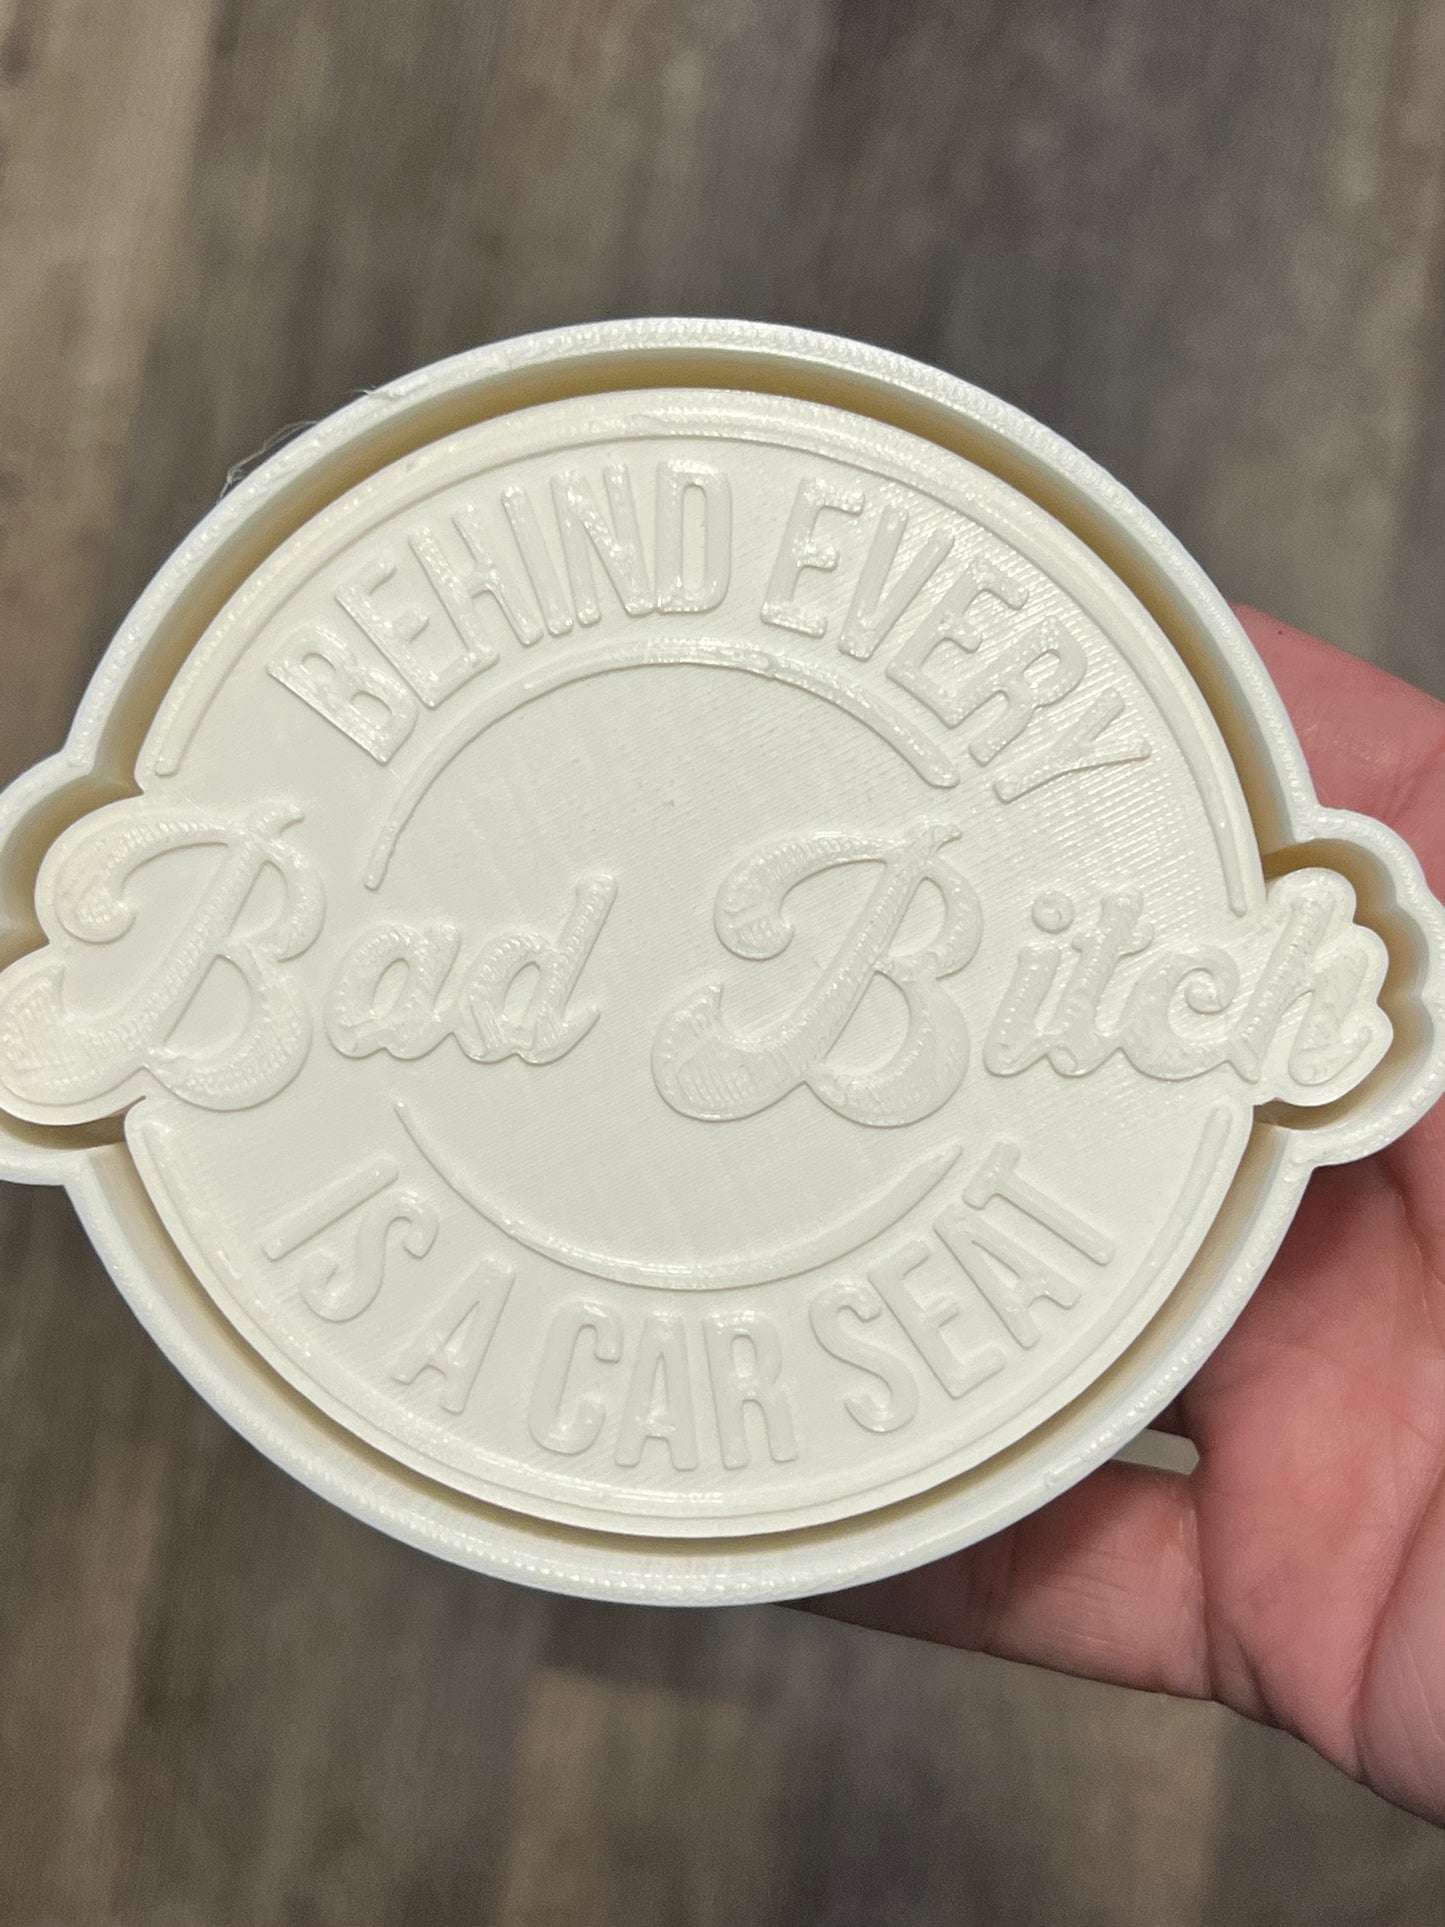 BEHIND EVERY
Bad Bitch
IS A CAR SEAT